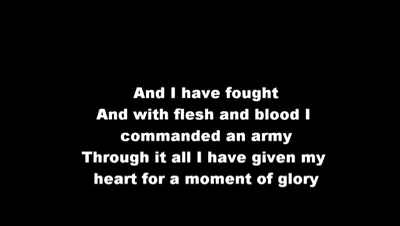 And I have fought
And with flesh and blood I
commanded an army
Through it all I have given my
heart for a moment of glory